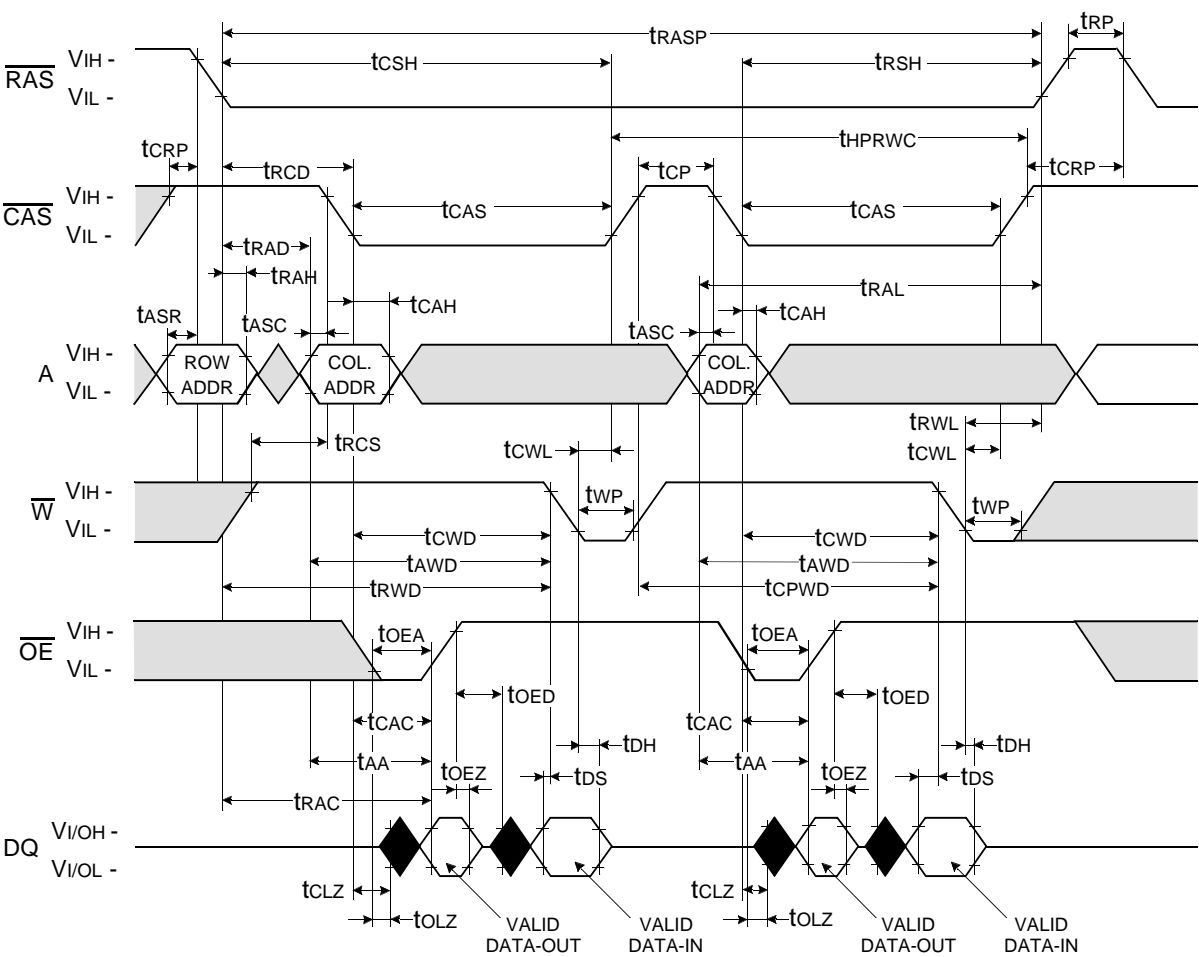 tRASP
tRP
RAS
VIH -
VIL -
tCSH
tRSH
tHPRWC
tCRP
tRCD
tCP
tCRP
CAS
VIH -
VIL -
tCAS
tCAS
tRAD
tRAH
tCAH
tRAL
tCAH
tASR
tASC
tASC
A
VIH -
VIL -
ROW
ADDR
COL.
ADDR
COL.
ADDR
tRCS
tCWL
tRWL
tCWL
W
VIH -
VIL -
tWP
tWP
tCWD
tCWD
tAWD
tAWD
tRWD
tCPWD
OE
VIH -
VIL -
tOEA
tOEA
tOED
tOED
tCAC
tCAC
tDH
tDH
tAA
tOEZ
tDS
tAA
tOEZ
tDS
tRAC
DQ
VI/OH -
VI/OL -
tCLZ
tOLZ
tCLZ
tOLZ
VALID
DATA-OUT
VALID
DATA-IN
VALID
DATA-OUT
VALID
DATA-IN